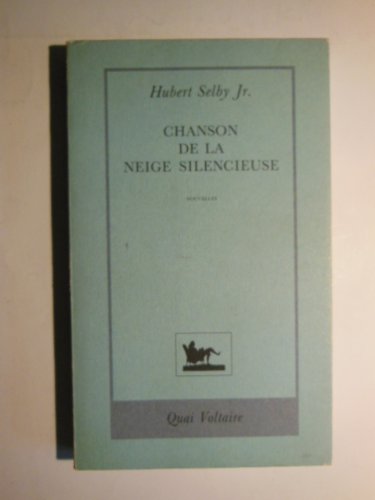 Hubert Selby Jr.
CHANSON
DE LA
NEIGE SILENCIEUSE
NOUVELLES
Quai Voltaire